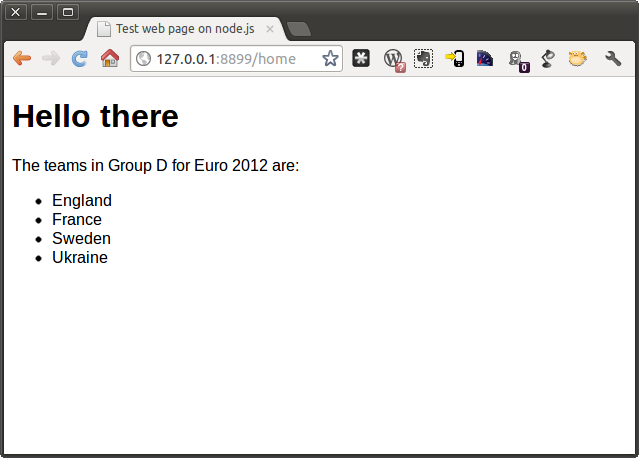 Test web page on node.js
127.0.0.1:8899/home
?
0
Hello there
The teams in Group D for Euro 2012 are:
England
France
Sweden
Ukraine